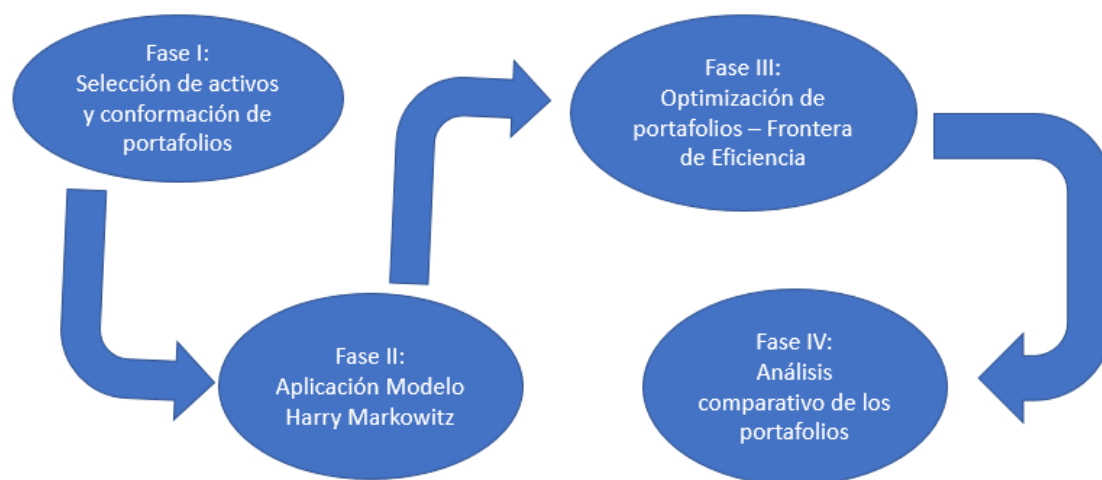 Fase I:
Selección de activos
y conformación de
portafolios
Fase II:
Aplicación Modelo
Harry Markowitz
Fase III:
Optimización de
portafolios – Frontera
de Eficiencia
Fase IV:
Análisis
comparativo de los
portafolios